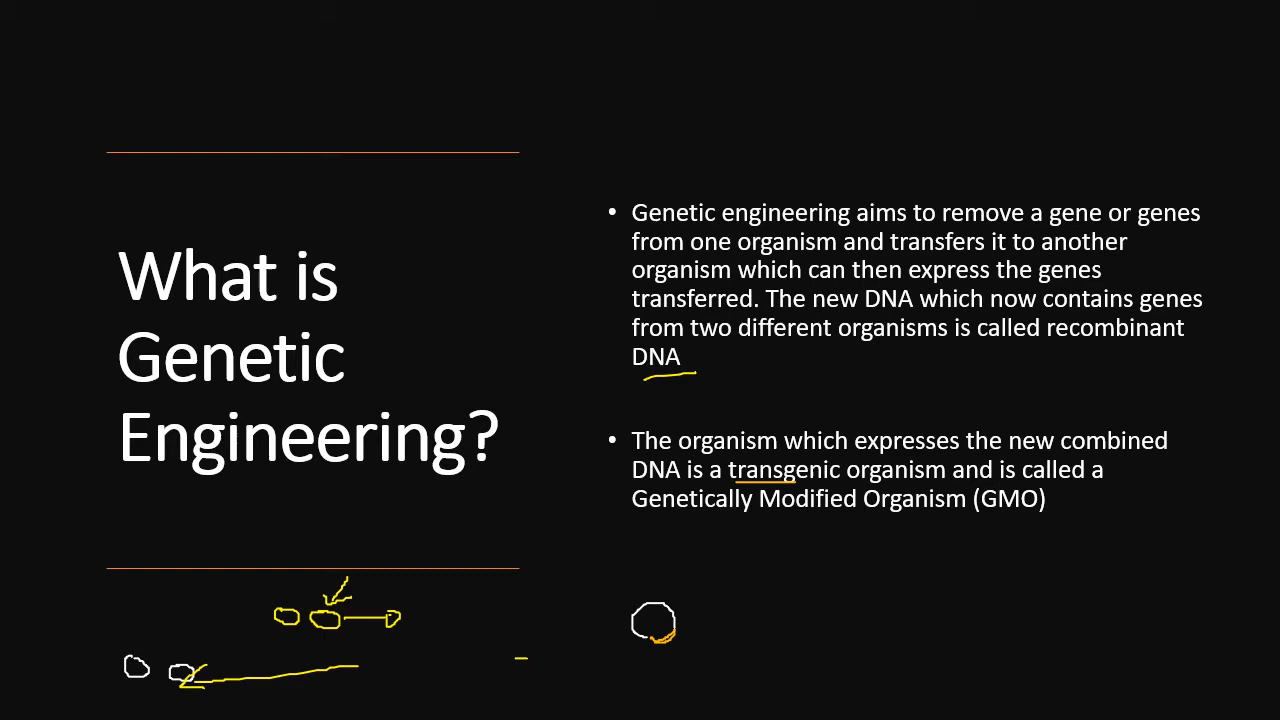 What is
Genetic
Engineering?
• Genetic engineering aims to remove a gene or genes
from one organism and transfers it to another
organism which can then express the genes
transferred. The new DNA which now contains genes
from two different organisms is called recombinant
DNA
• The organism which expresses the new combined
DNA is a transgenic organism and is called a
Genetically Modified Organism (GMO)